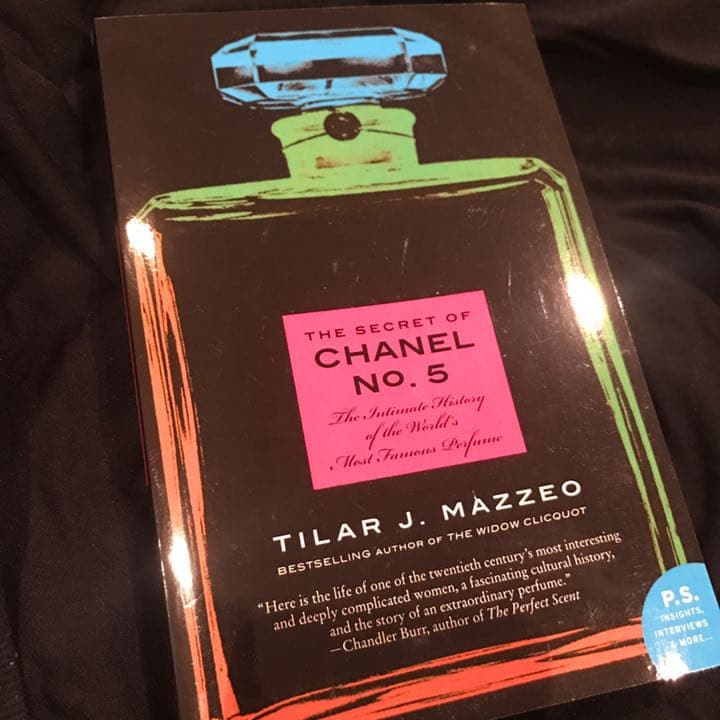 THE SECRET OF
CHANEL
No. 5
The Intimate History
of the World's
Most Famous Perfume
TILAR J. MAZZEO
BESTSELLING AUTHOR OF THE WIDOW CLICQUOT
“Here is the life of one of the twentieth century’s most interesting
and deeply complicated women, a fascinating cultural history,
and the story of an extraordinary perfume.”
—Chandler Burr, author of The Perfect Scent
P.S.
INSIGHTS,
INTERVIEWS
& MORE...